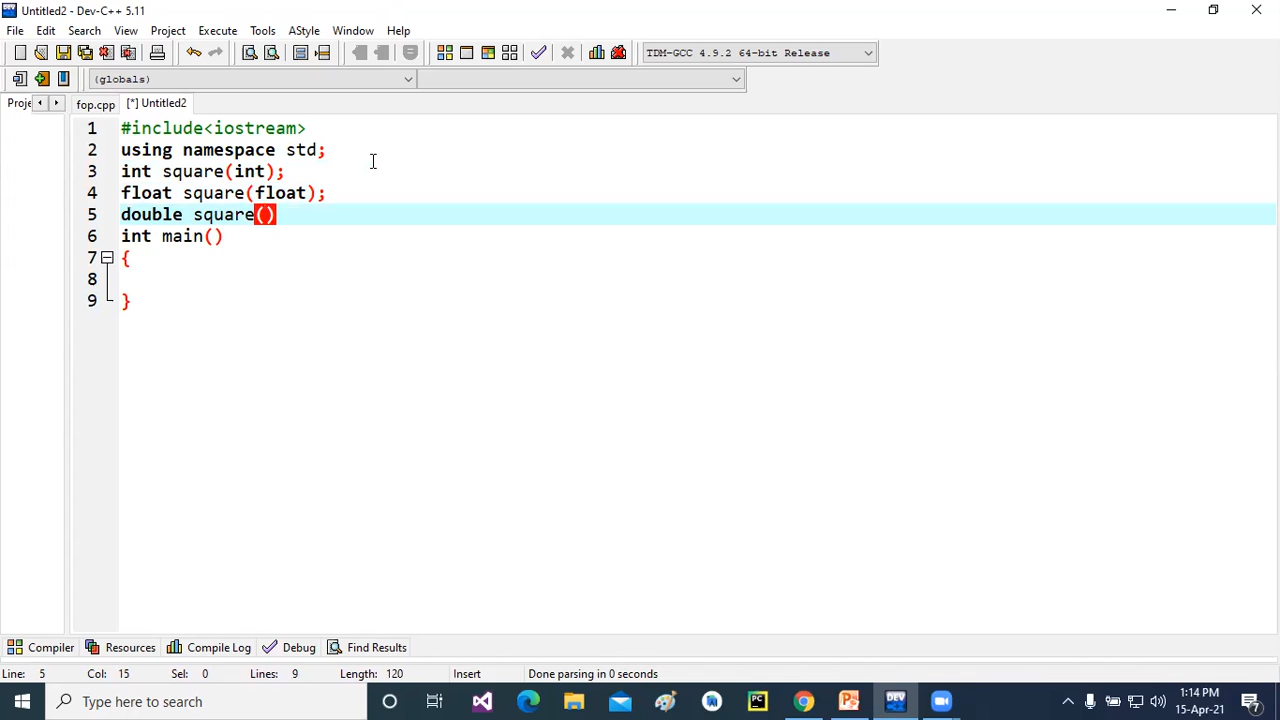 Untitled2 - Dev-C++ 5.11
File Edit Search View Project Execute Tools AStyle Window Help
TDM-GCC 4.9.2 64-bit Release
(globals)
Proje fop.cpp [*] Untitled2
1 #include<iostream>
2 using namespace std;
3 int square(int);
4 float square(float);
5 double square()
6 int main()
7 {
8
9 }
Compiler Resources Compile Log Debug Find Results
Line: 5 Col: 15 Sel: 0 Lines: 9 Length: 120 Insert Done parsing in 0 seconds
Type here to search
PC
DEV
1:14 PM
15-Apr-21
7